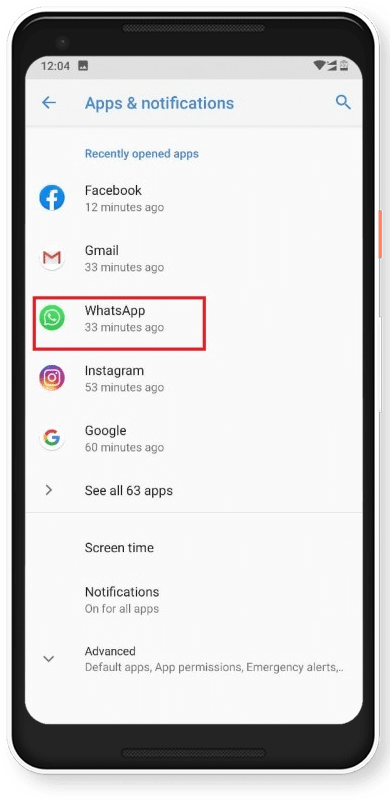 12:04
Apps & notifications
Recently opened apps
Facebook
12 minutes ago
Gmail
33 minutes ago
WhatsApp
33 minutes ago
Instagram
53 minutes ago
Google
60 minutes ago
See all 63 apps
Screen time
Notifications
On for all apps
Advanced
Default apps, App permissions, Emergency alerts,..